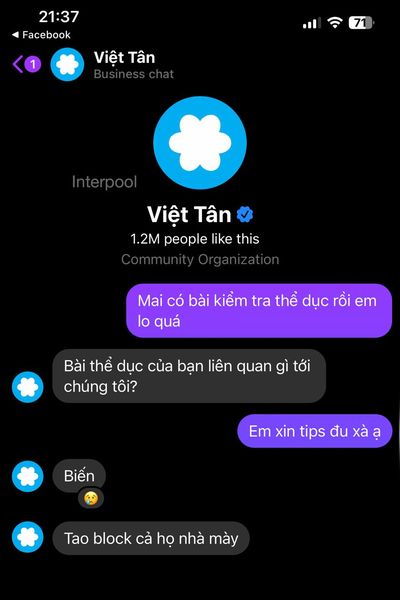 21:37
71
◄ Facebook
1
Việt Tân
Business chat
Interpool
Việt Tân
1.2M people like this
Community Organization
Mai có bài kiểm tra thể dục rồi em
lo quá
Bài thể dục của bạn liên quan gì tới
chúng tôi?
Em xin tips đu xà ạ
Biến
Tao block cả họ nhà mày